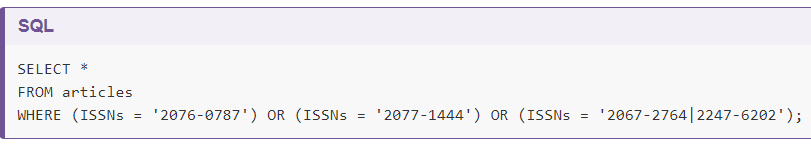 SQL
SELECT *
FROM articles
WHERE (ISSNs = '2076-0787') OR (ISSNs = '2077-1444') OR (ISSNs = '2067-2764|2247-6202');